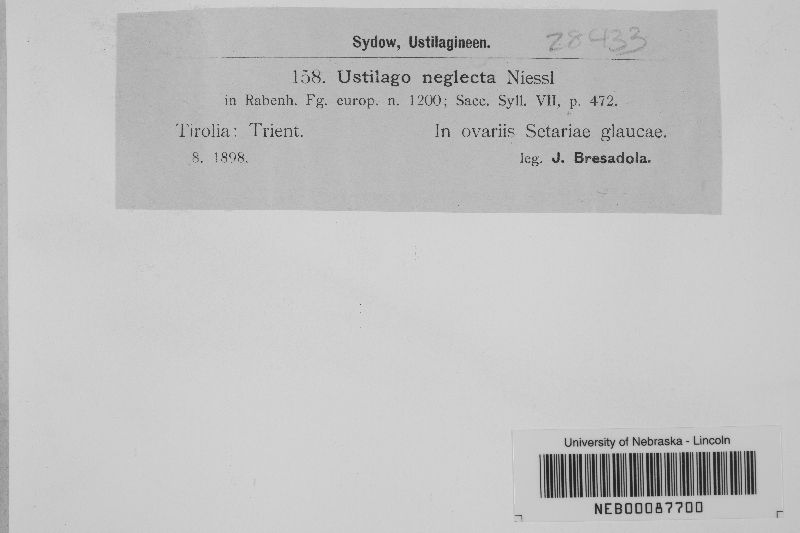 Sydow, Ustilagineen. 28433
158. Ustilago neglecta Niessl
in Rabenh. Fg. europ. n. 1200; Sacc. Syll. VII, p. 472.
Tirolia: Trient. In ovariis Setariae glaucae.
8. 1898. leg. J. Bresadola.
University of Nebraska - Lincoln
NEB00087700